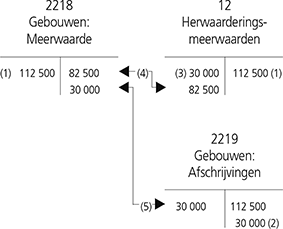 2218
Gebouwen:
Meerwaarde
12
Herwaarderings-
meerwaarden
(1) 112 500 82 500 (4) (3) 30 000 112 500 (1)
30 000 82 500
2219
Gebouwen:
Afschrijvingen
(5) 30 000 112 500
30 000 (2)